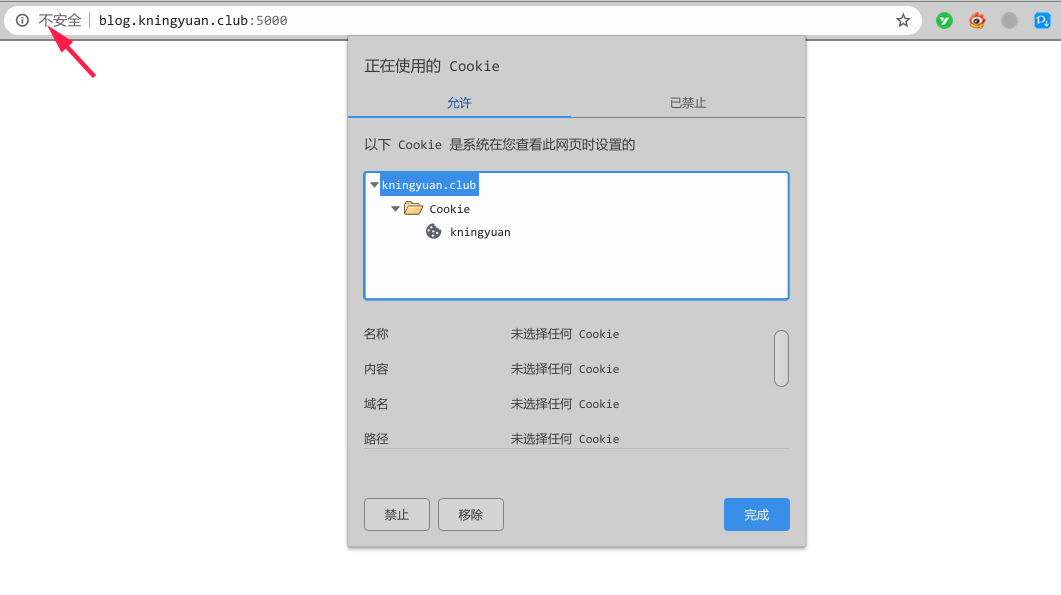 不安全 blog.kningyuan.club:5000
正在使用的 Cookie
允许 已禁止
以下 Cookie 是系统在您查看此网页时设置的
kningyuan.club
Cookie
kningyuan
名称 未选择任何 Cookie
内容 未选择任何 Cookie
域名 未选择任何 Cookie
路径 未选择任何 Cookie
禁止 移除 完成